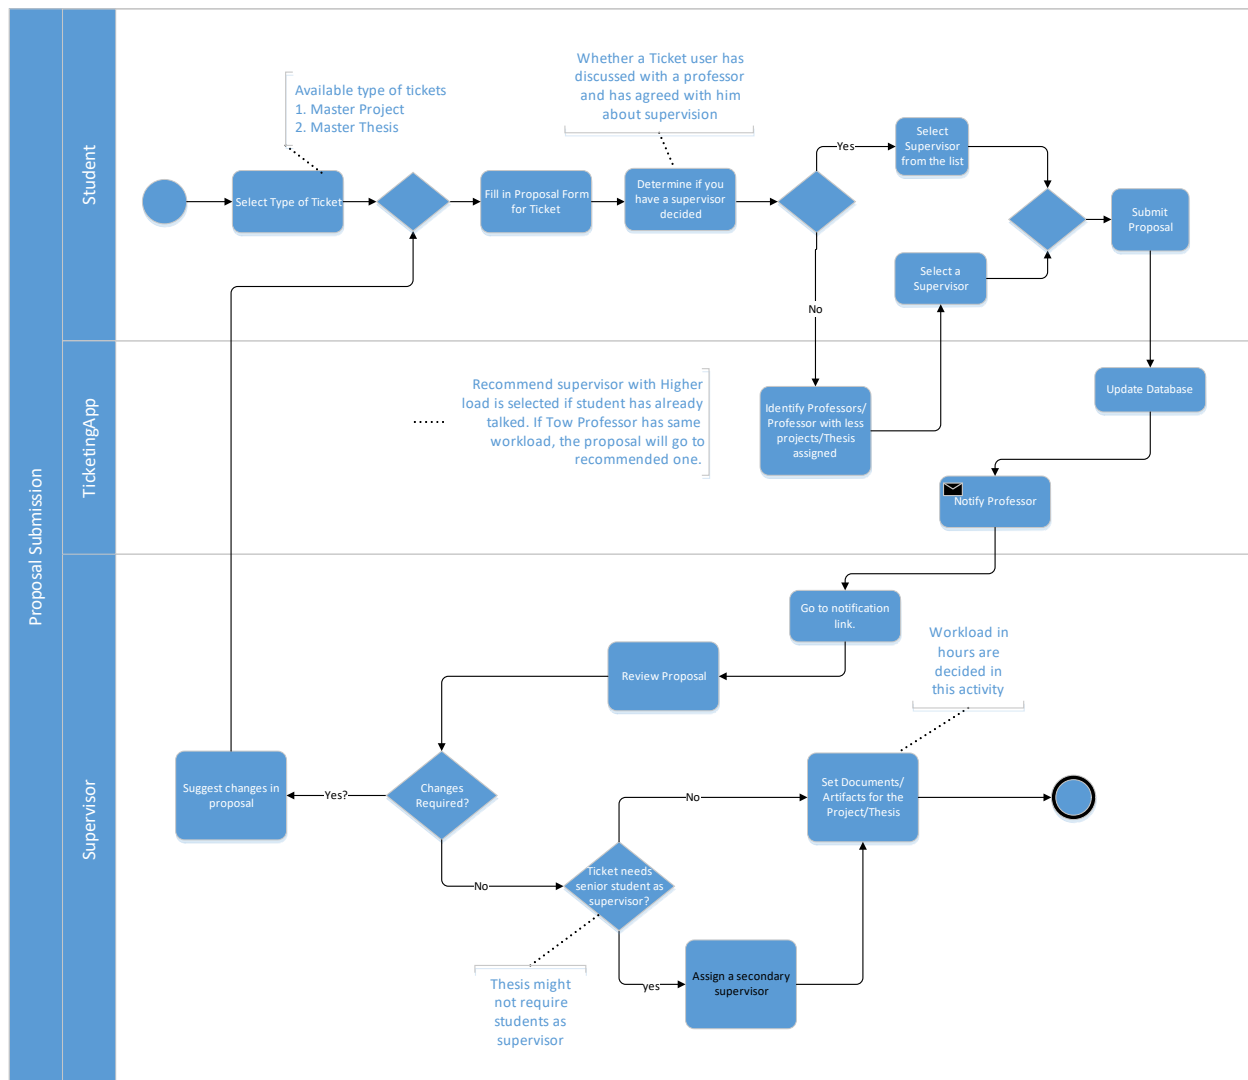 Proposal Submission
Student
Available type of tickets
1. Master Project
2. Master Thesis
Whether a Ticket user has
discussed with a professor
and has agreed with him
about supervision
Select Type of Ticket
Fill in Proposal Form
for Ticket
Determine if you
have a supervisor
decided
Yes
Select
Supervisor
from the list
No
Select a
Supervisor
Submit
Proposal
TicketingApp
Recommend supervisor with Higher
load is selected if student has already
talked. If Tow Professor has same
workload, the proposal will go to
recommended one.
Identify Professors/
Professor with less
projects/Thesis
assigned
Update Database
Notify Professor
Supervisor
Go to notification
link.
Review Proposal
Workload in
hours are
decided in
this activity
Suggest changes in
proposal
Yes?
Changes
Required?
No
Ticket needs
senior student as
supervisor?
No
Set Documents/
Artifacts for the
Project/Thesis
yes
Assign a secondary
supervisor
Thesis might
not require
students as
supervisor